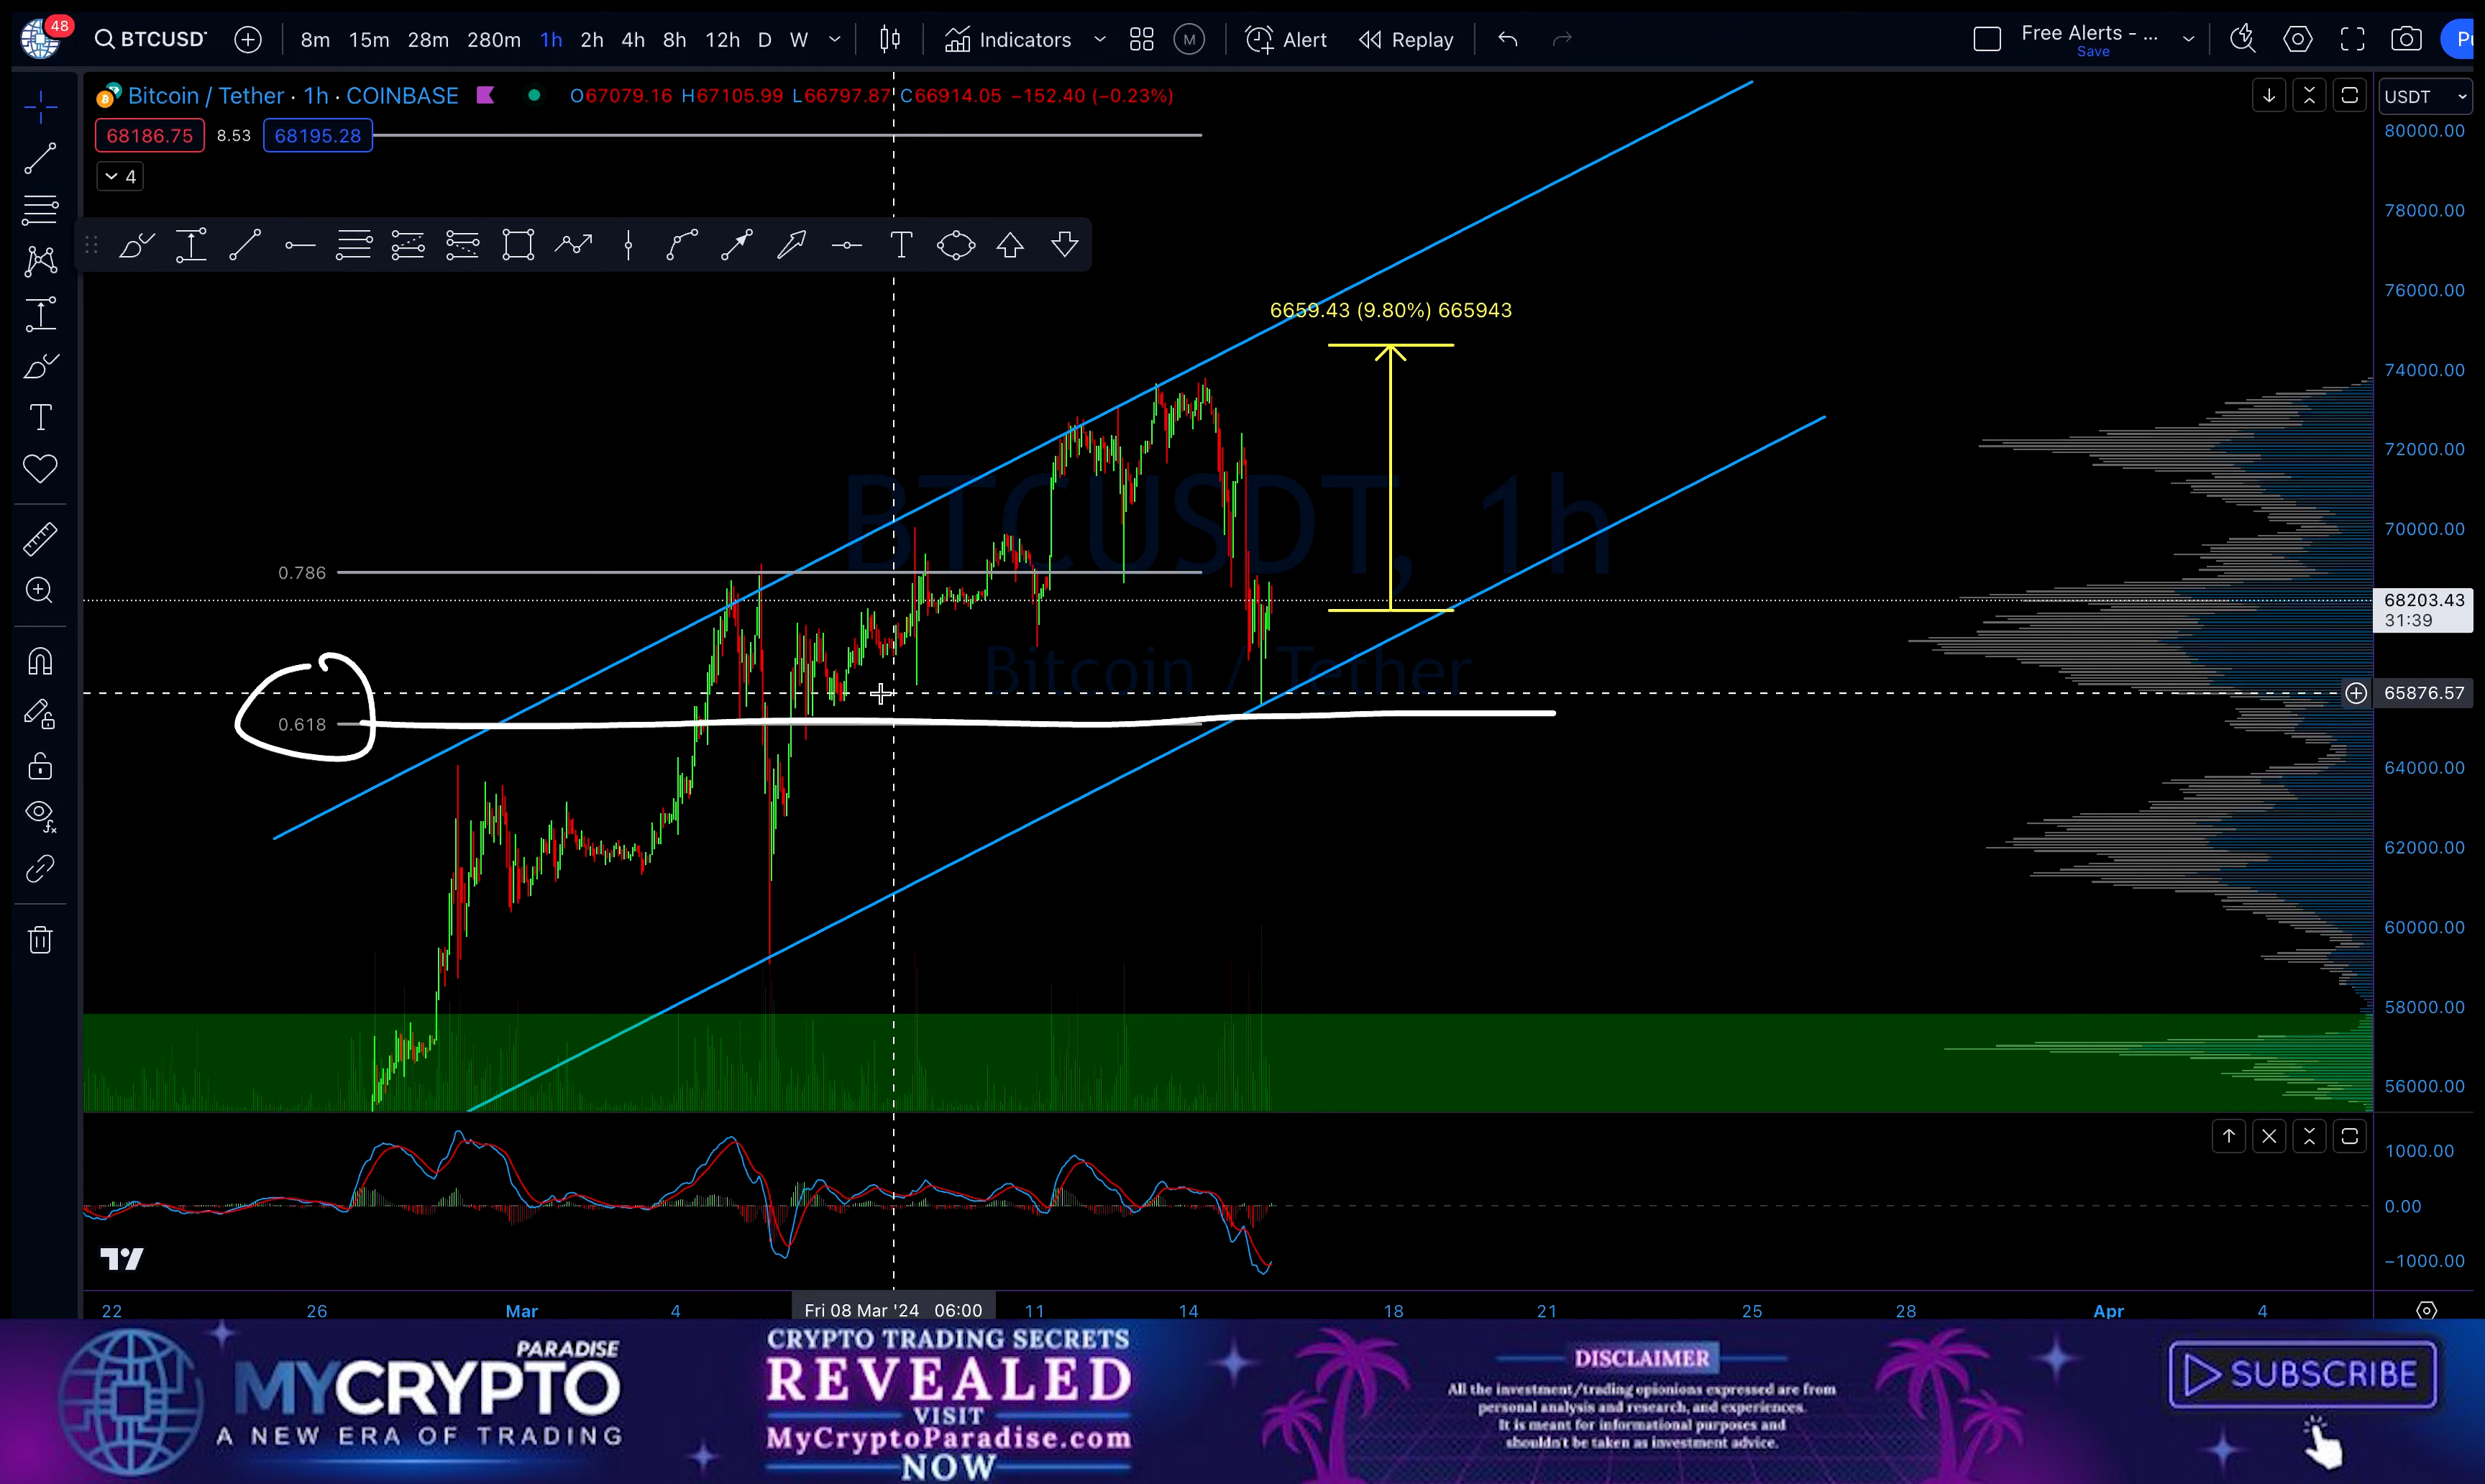 48
BTCUSDT
8m 15m 28m 280m 1h 2h 4h 8h 12h D W
Indicators
M
Alert
Replay
Free Alerts - ...
Save
Bitcoin / Tether · 1h · COINBASE
O67079.16 H67105.99 L66797.87 C66914.05 −152.40 (−0.23%)
USDT
68186.75 8.53 68195.28
4
80000.00
78000.00
76000.00
74000.00
72000.00
70000.00
68203.43
31:39
65876.57
64000.00
62000.00
60000.00
58000.00
56000.00
6659.43 (9.80%) 665943
BTCUSDT, 1h
Bitcoin / Tether
0.786
0.618
1000.00
0.00
−1000.00
22 26 Mar 4 Fri 08 Mar '24 06:00 11 14 18 21 25 28 Apr 4
PARADISE
MYCRYPTO
A NEW ERA OF TRADING
CRYPTO TRADING SECRETS
REVEALED
VISIT
MyCryptoParadise.com
NOW
DISCLAIMER
All the investment/trading opionions expressed are from
personal analysis and research, and experiences.
It is meant for informational purposes and
shouldn't be taken as investment advice.
SUBSCRIBE